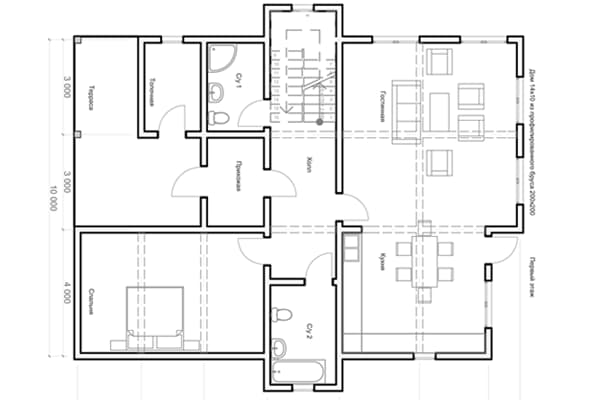 Дом 14х10 из профилированного бруса 200х200
Первый этаж
Терраса
Топочная
С/у 1
Гостинная
Прихожая
Холл
Кухня
Спальня
С/у 2
3 000
3 000
4 000
10 000